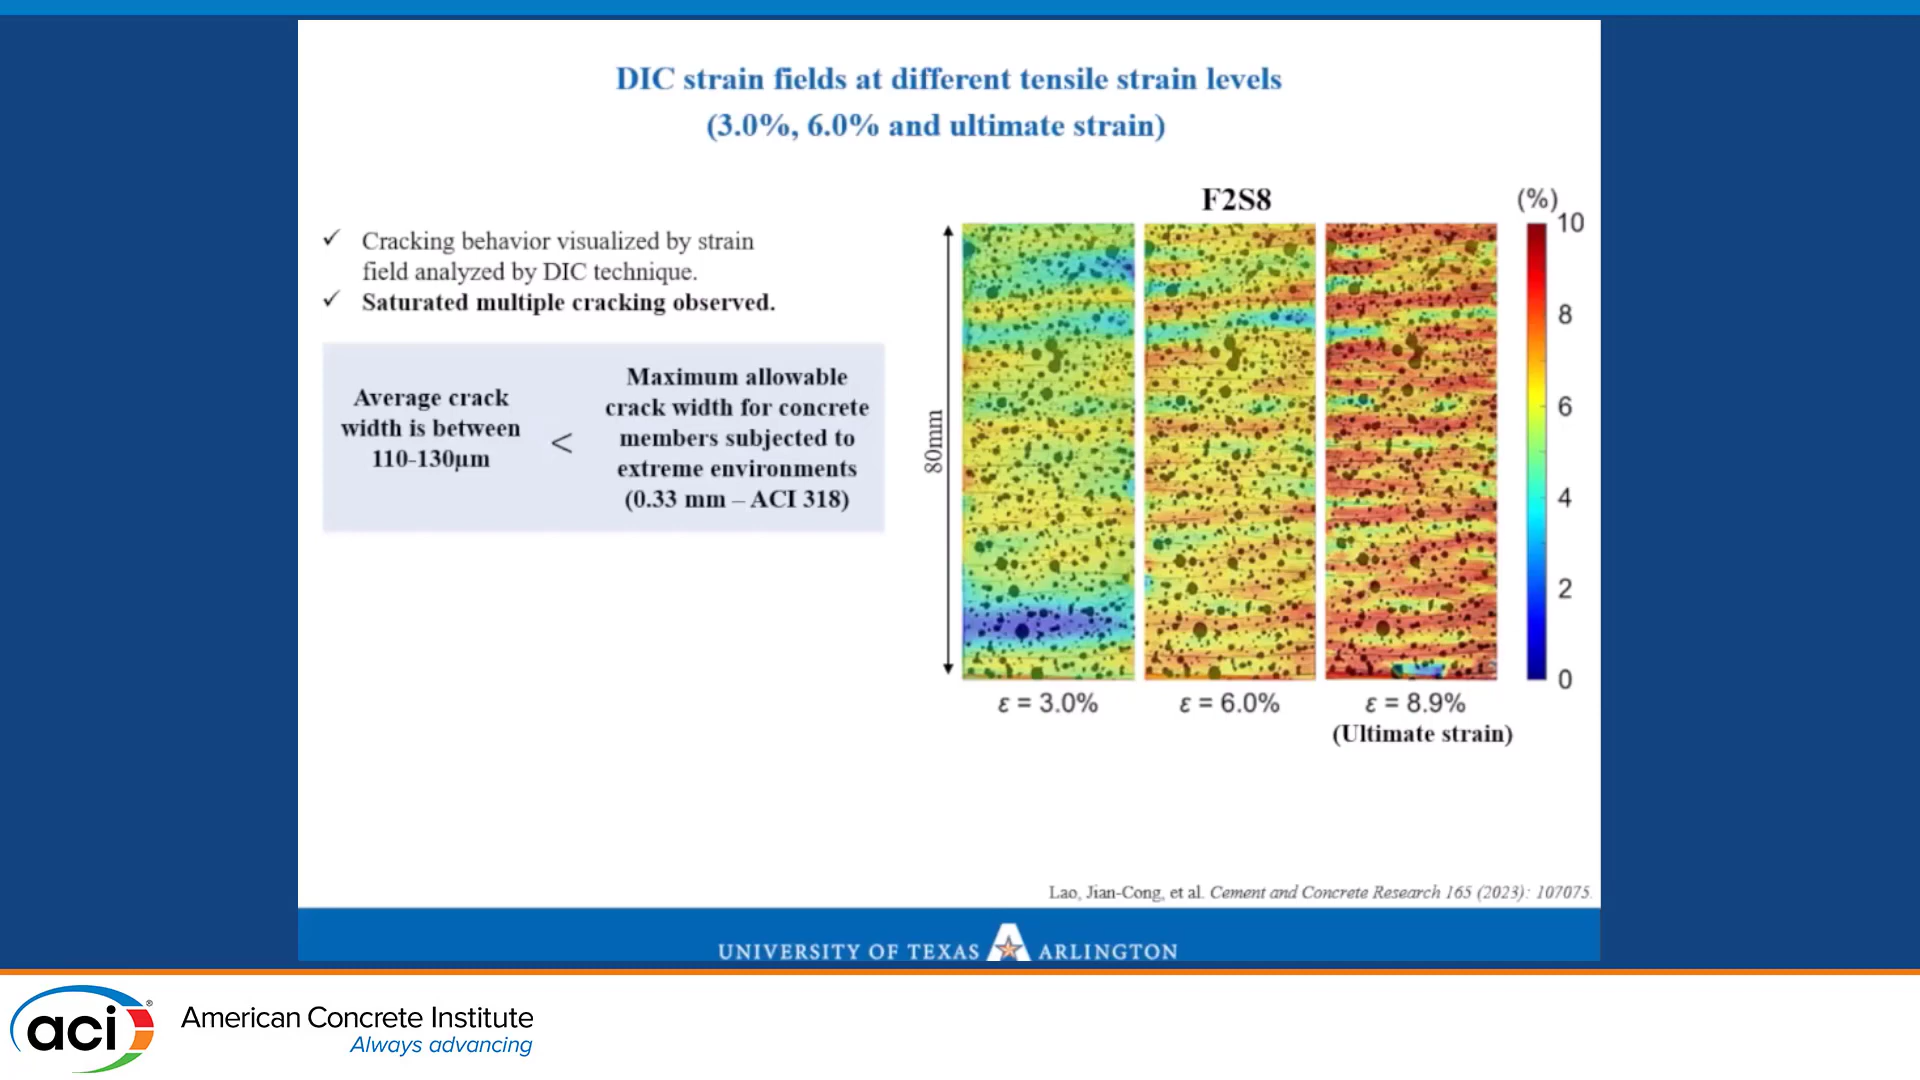 DIC strain fields at different tensile strain levels
(3.0%, 6.0% and ultimate strain)
✓ Cracking behavior visualized by strain
field analyzed by DIC technique.
✓ Saturated multiple cracking observed.
Average crack
width is between
110-130µm
<
Maximum allowable
crack width for concrete
members subjected to
extreme environments
(0.33 mm – ACI 318)
F2S8
(%)
10
8
6
4
2
0
80mm
ε = 3.0%
ε = 6.0%
ε = 8.9%
(Ultimate strain)
Lao, Jian-Cong, et al. Cement and Concrete Research 165 (2023): 107075.
UNIVERSITY OF TEXAS A ARLINGTON
aci®
American Concrete Institute
Always advancing